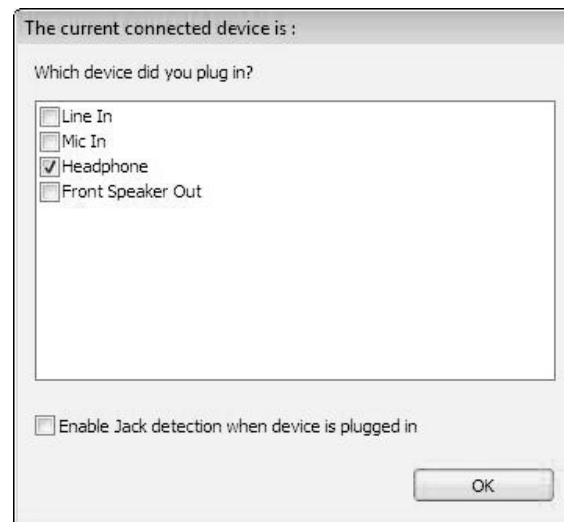 The current connected device is :
Which device did you plug in?
Line In
Mic In
Headphone
Front Speaker Out
Enable Jack detection when device is plugged in
OK